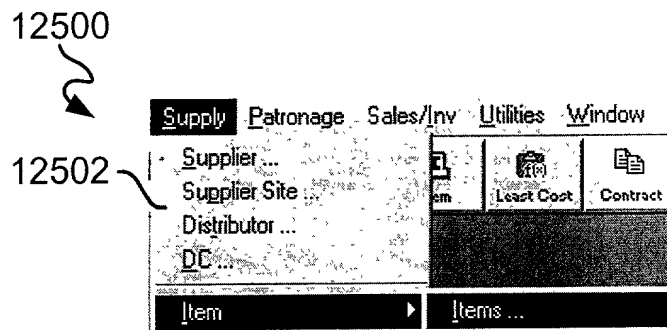 12500
Supply Patronage Sales/Inv Utilities Window
12502
Supplier ...
Supplier Site ...
Distributor ...
DC ...
Least Cost Contract
Item Items ...